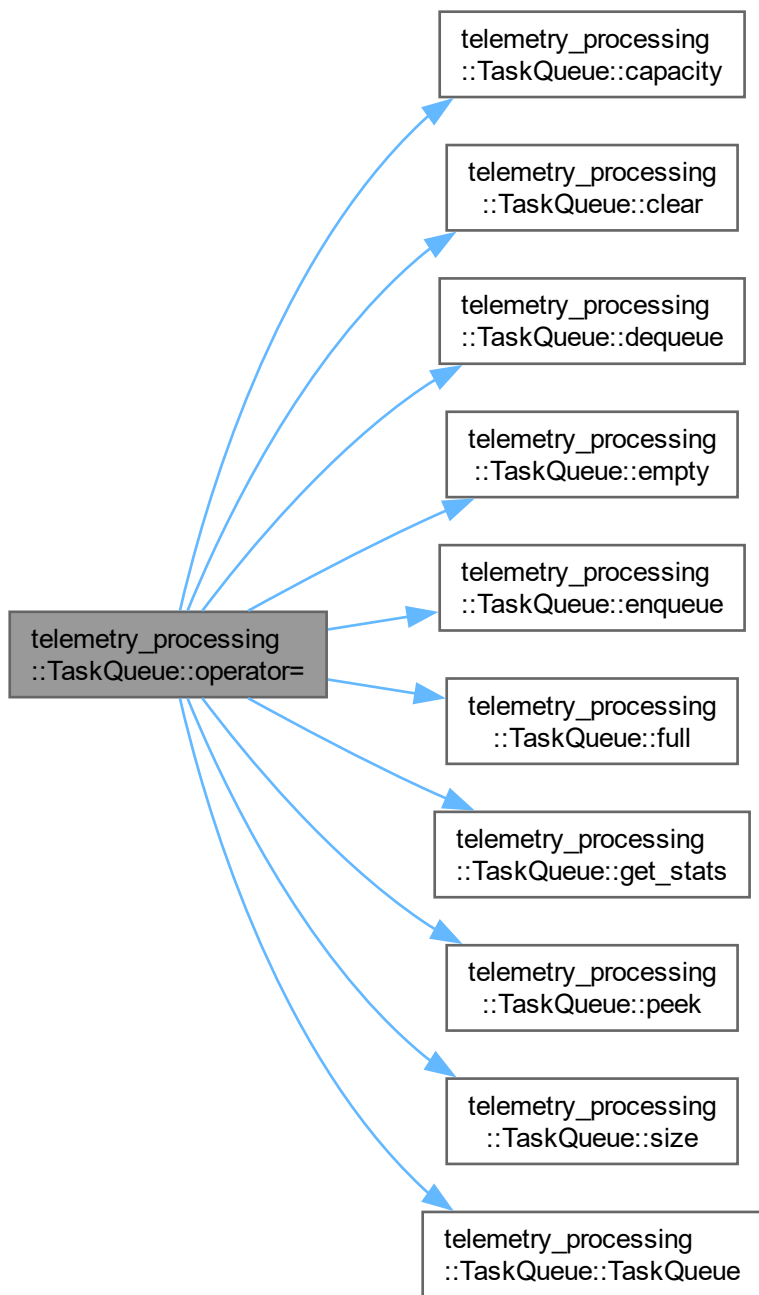 telemetry_processing
::TaskQueue::capacity
telemetry_processing
::TaskQueue::clear
telemetry_processing
::TaskQueue::dequeue
telemetry_processing
::TaskQueue::empty
telemetry_processing
::TaskQueue::enqueue
telemetry_processing
::TaskQueue::operator=
telemetry_processing
::TaskQueue::full
telemetry_processing
::TaskQueue::get_stats
telemetry_processing
::TaskQueue::peek
telemetry_processing
::TaskQueue::size
telemetry_processing
::TaskQueue::TaskQueue